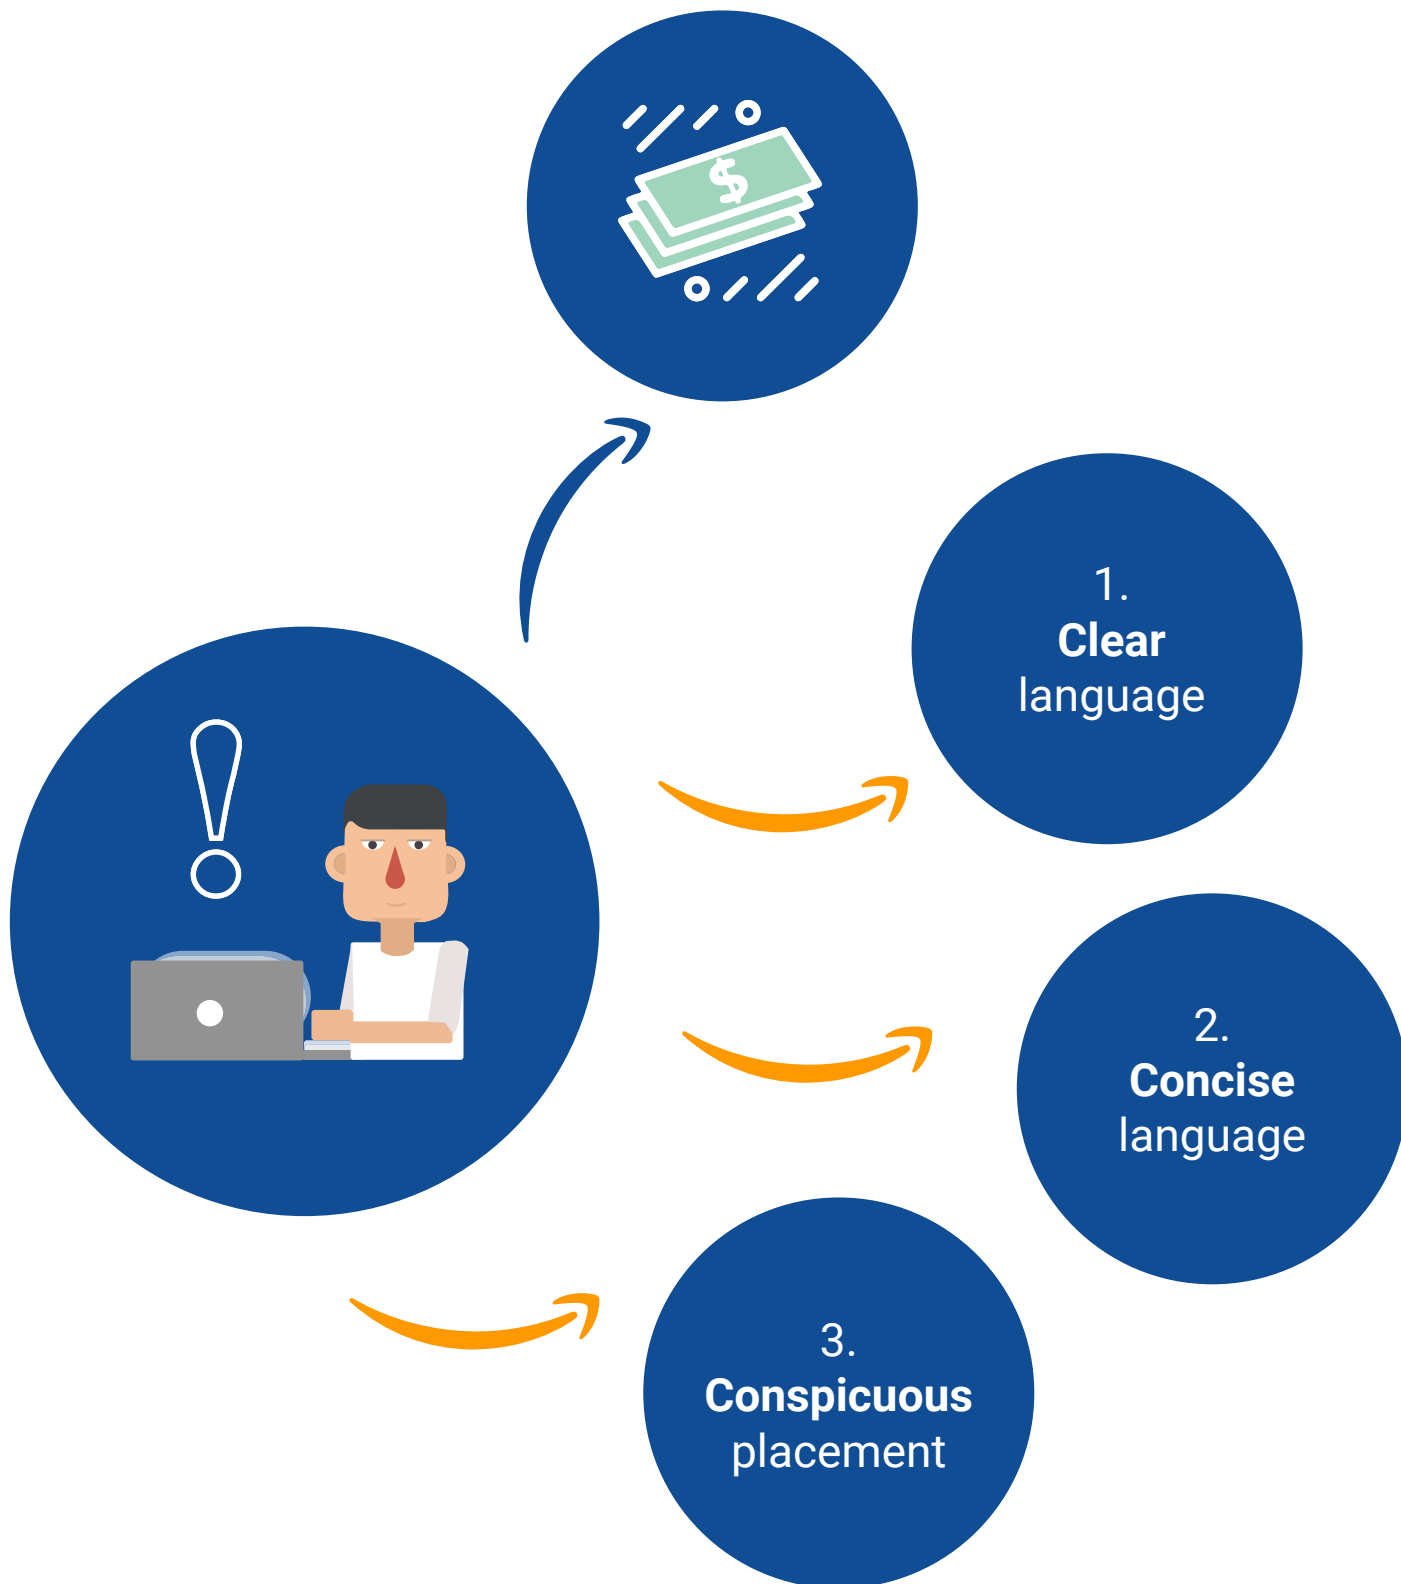 $
1.
Clear
language
2.
Concise
language
3.
Conspicuous
placement